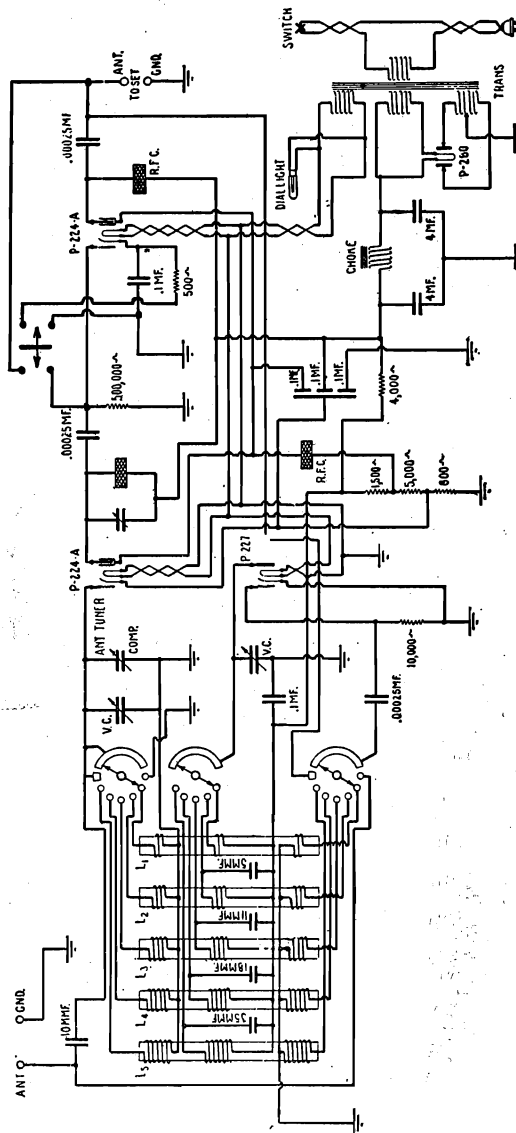 ANT
GND.
10MMF.
L5
L4
L3
L2
L1
35MMF
18MMF.
11MMF.
5MMF.
V.C.
ANT TUNER
COMP.
V.C.
.1MF.
.00025MF.
10,000~
P-224-A
P 227
.00025MF.
500,000~
R.F.C.
1,500~
5,000~
800~
4,000~
.1MF.
.1MF.
.1MF.
P-224-A
.1MF.
500~
.00025MF
R.F.C.
ANT.
TO SET
GND.
CHOKE
4MF.
4MF.
DIAL LIGHT
P-280
TRANS
SWITCH